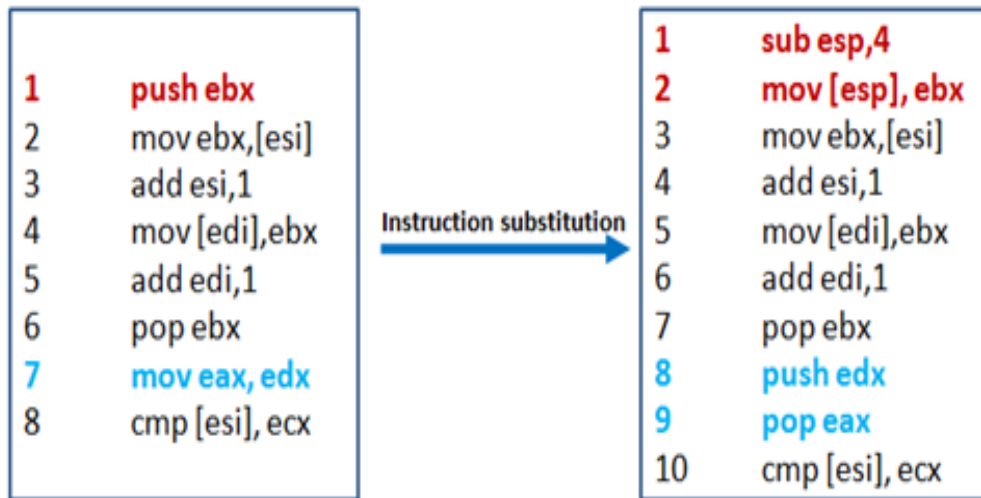 1 push ebx
2 mov ebx,[esi]
3 add esi,1
4 mov [edi],ebx
5 add edi,1
6 pop ebx
7 mov eax, edx
8 cmp [esi], ecx
Instruction substitution
1 sub esp,4
2 mov [esp], ebx
3 mov ebx,[esi]
4 add esi,1
5 mov [edi],ebx
6 add edi,1
7 pop ebx
8 push edx
9 pop eax
10 cmp [esi], ecx